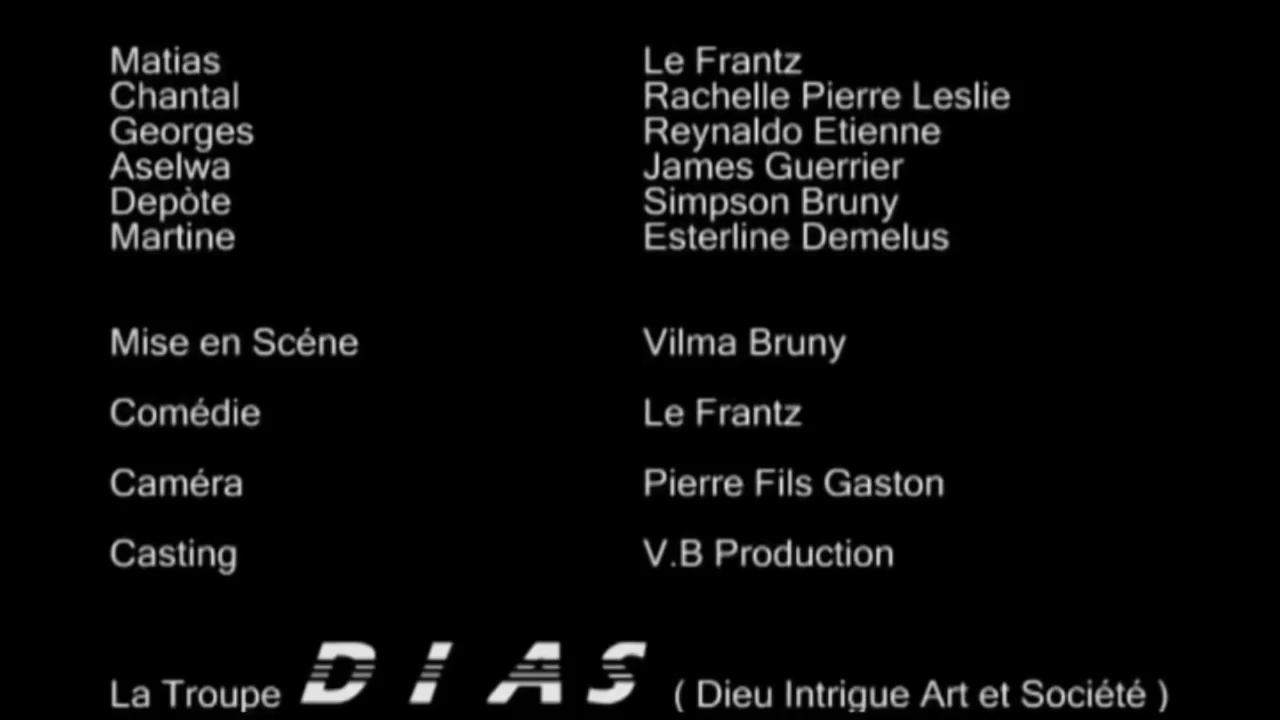 Matias Le Frantz
Chantal Rachelle Pierre Leslie
Georges Reynaldo Etienne
Aselwa James Guerrier
Depòte Simpson Bruny
Martine Esterline Demelus
Mise en Scéne Vilma Bruny
Comédie Le Frantz
Caméra Pierre Fils Gaston
Casting V.B Production
La Troupe DIAS ( Dieu Intrigue Art et Société )